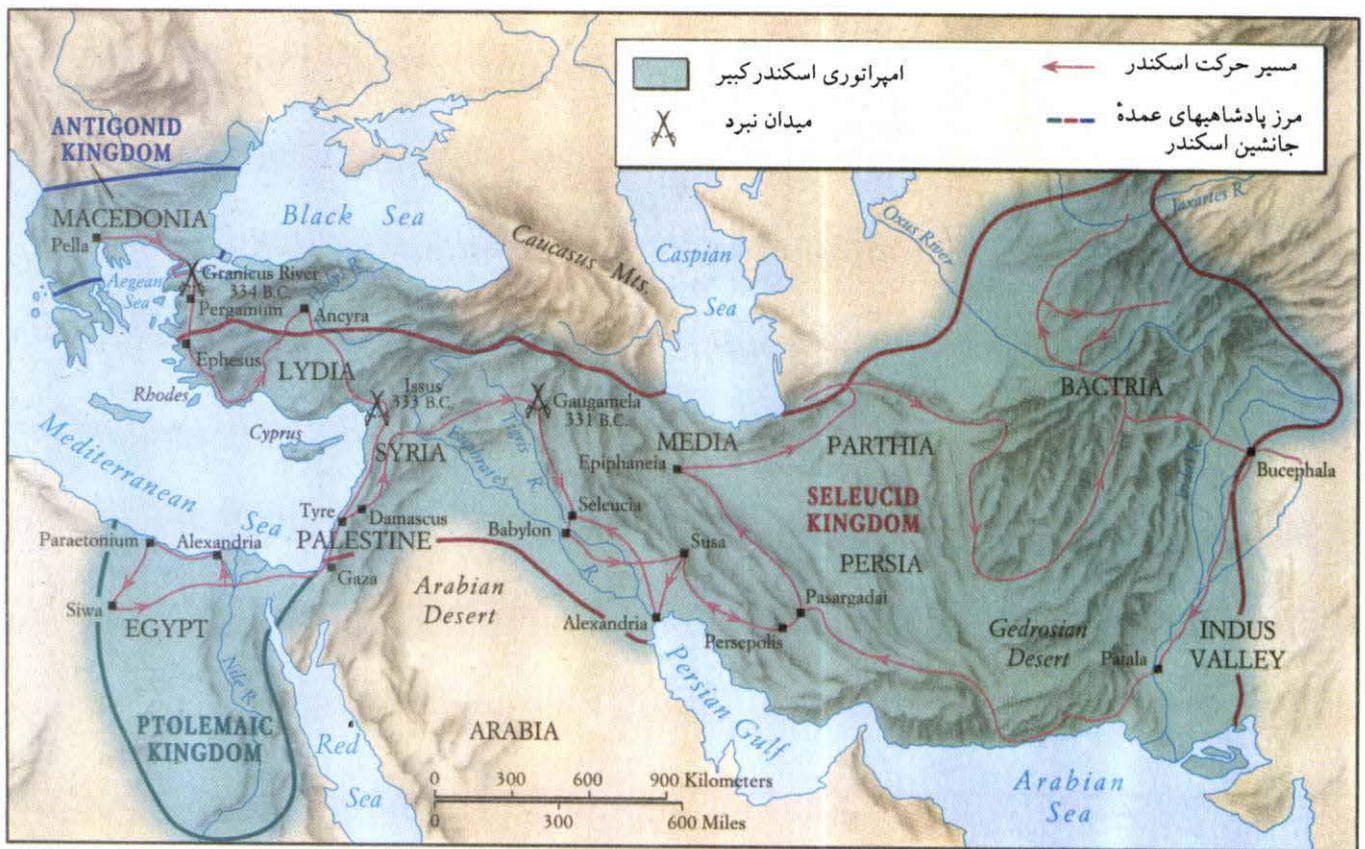 مسیر حرکت اسکندر
امپراتوری اسکندر کبیر
مرز پادشاهیهای عمدهٔ
جانشین اسکندر
میدان نبرد
ANTIGONID
KINGDOM
MACEDONIA
Pella
Black Sea
Caucasus Mts.
Caspian
Sea
Oxus River
Jaxartes R.
Aegean
Sea
Granicus River
334 B.C.
Pergamum
Ancyra
Ephesus
LYDIA
Issus
333 B.C.
Gaugamela
331 B.C.
BACTRIA
Rhodes
Cyprus
SYRIA
Euphrates
R.
Tigris
R.
MEDIA
Epiphaneia
PARTHIA
Bucephala
Mediterranean
Sea
Tyre
Damascus
Seleucia
Babylon
SELEUCID
KINGDOM
Paraetonium
Alexandria
PALESTINE
Gaza
Susa
PERSIA
Siwa
EGYPT
Arabian
Desert
Alexandria
Pasargadai
Persepolis
Gedrosian
Desert
Patala
INDUS
VALLEY
Nile R.
Persian Gulf
PTOLEMAIC
KINGDOM
Red
Sea
ARABIA
Arabian
Sea
0 300 600 900 Kilometers
0 300 600 Miles